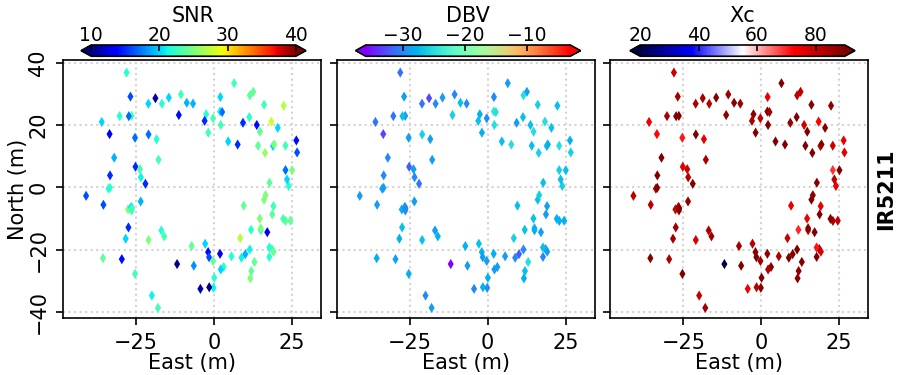 SNR DBV Xc
10 20 30 40 −30 −20 −10 20 40 60 80
40
20
0
−20
−40
North (m)
IR5211
−25 0 25 −25 0 25 −25 0 25
East (m) East (m) East (m)